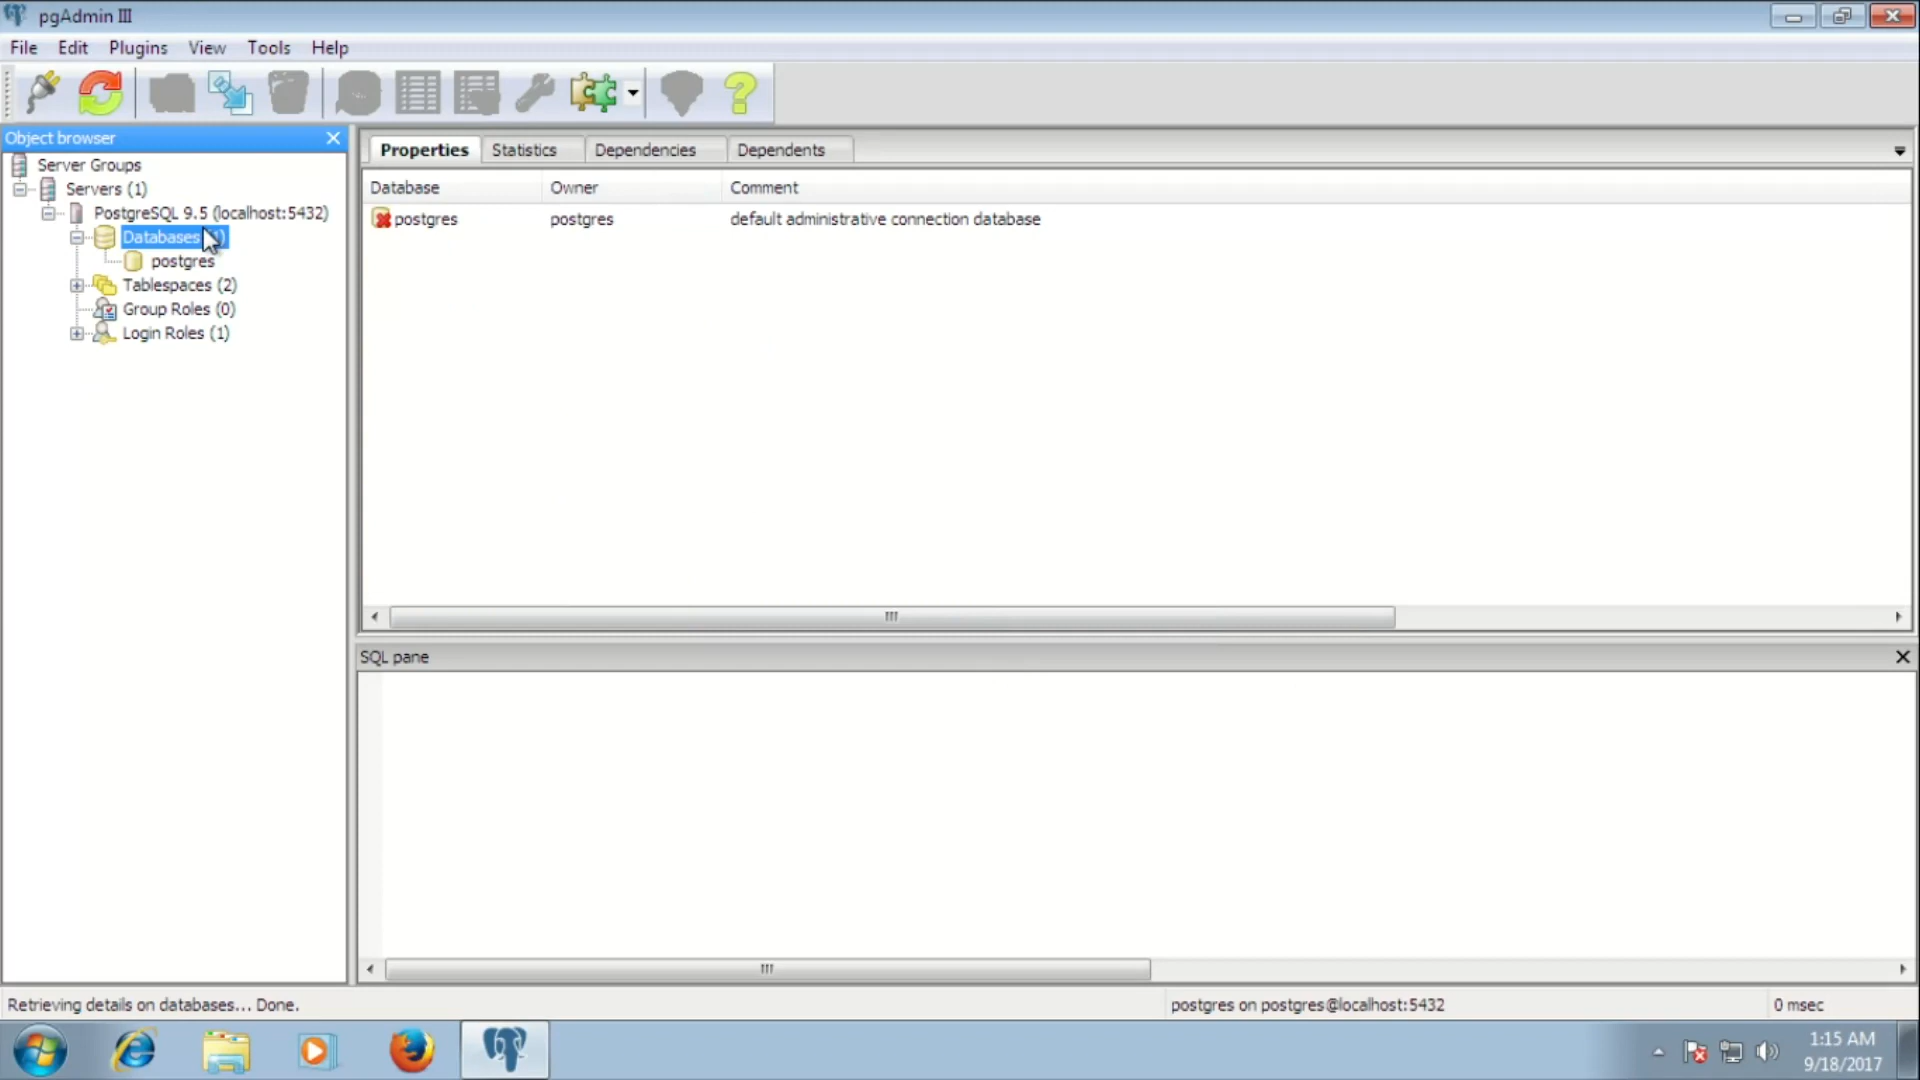 pgAdmin III
File Edit Plugins View Tools Help
Object browser
Server Groups
Servers (1)
PostgreSQL 9.5 (localhost:5432)
Databases (1)
postgres
Tablespaces (2)
Group Roles (0)
Login Roles (1)
Properties Statistics Dependencies Dependents
Database Owner Comment
postgres postgres default administrative connection database
SQL pane
Retrieving details on databases... Done. postgres on postgres@localhost:5432 0 msec
1:15 AM
9/18/2017